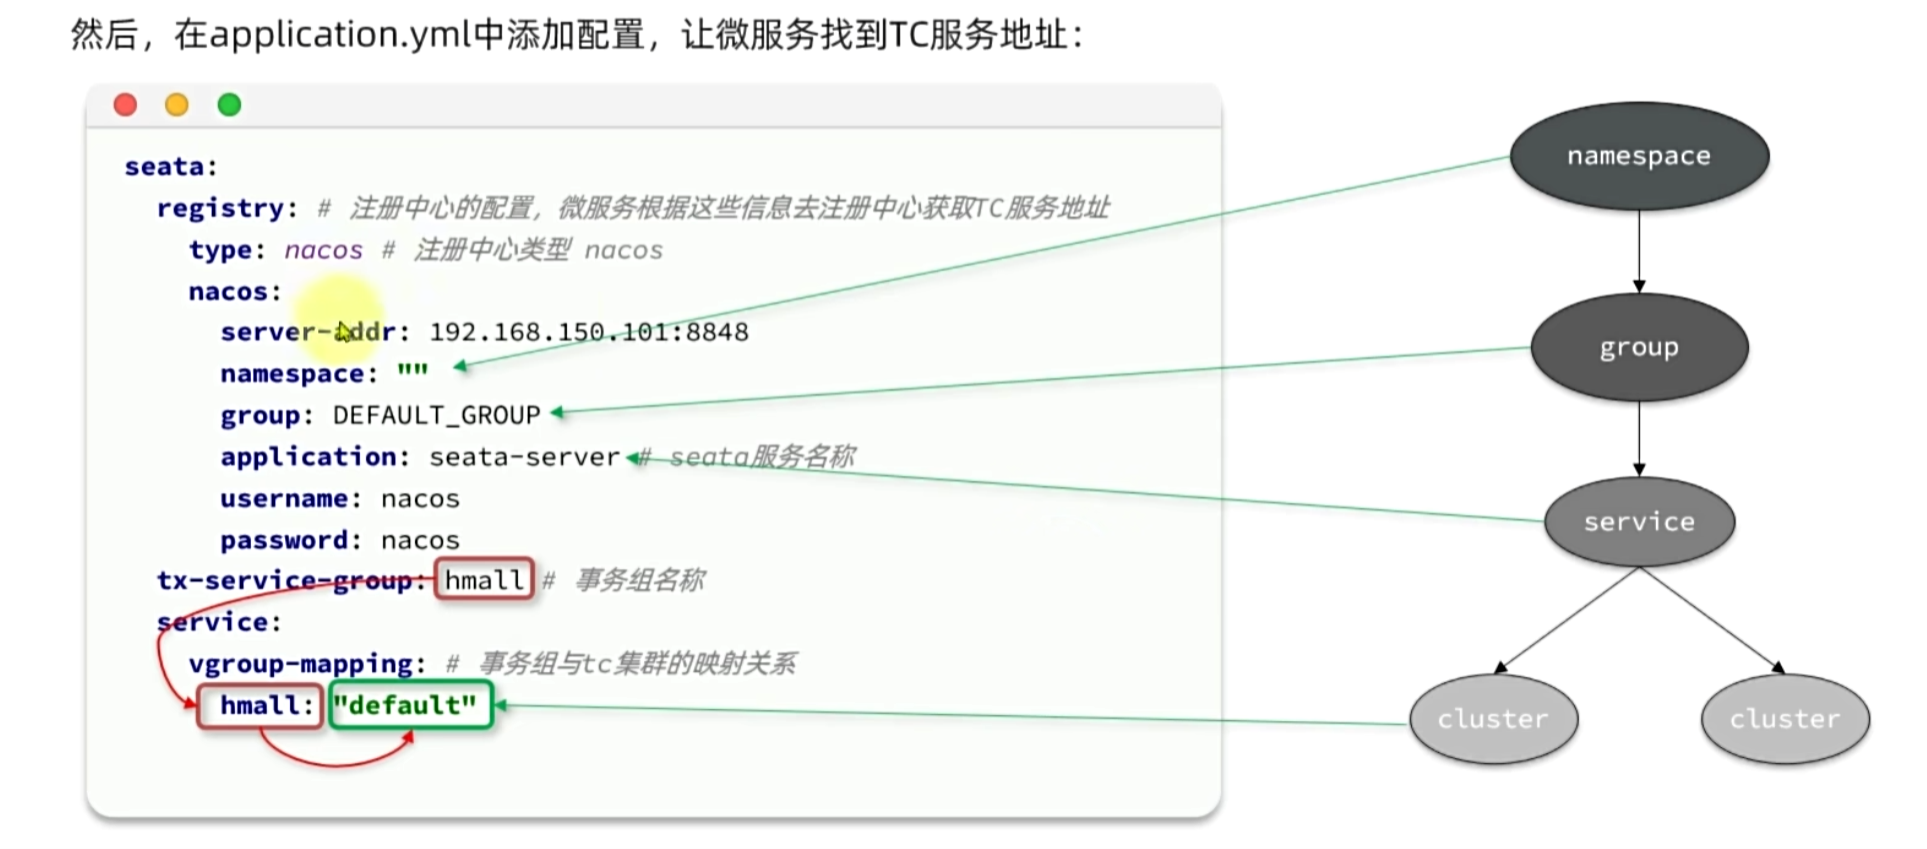 然后，在application.yml中添加配置，让微服务找到TC服务地址：
seata:
registry: # 注册中心的配置，微服务根据这些信息去注册中心获取TC服务地址
type: nacos # 注册中心类型 nacos
nacos:
server-addr: 192.168.150.101:8848
namespace: ""
group: DEFAULT_GROUP
application: seata-server # seata服务名称
username: nacos
password: nacos
tx-service-group: hmall # 事务组名称
service:
vgroup-mapping: # 事务组与tc集群的映射关系
hmall: "default"
namespace
group
service
cluster
cluster